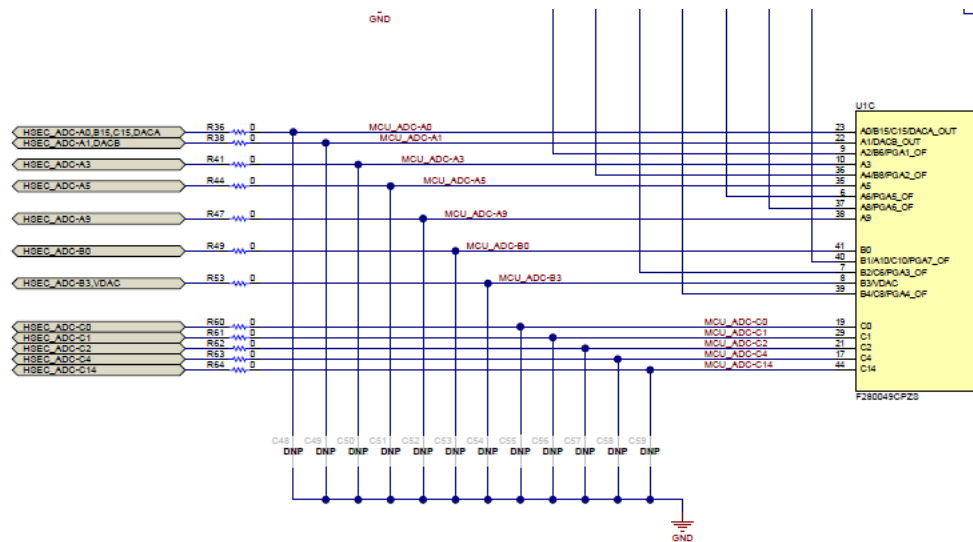 GND
U1C
HSEC_ADC-A0,B15,C15,DACA R36 0 MCU_ADC-A0 23 A0/B15/C15/DACA_OUT
HSEC_ADC-A1,DACB R38 0 MCU_ADC-A1 22 A1/DACB_OUT
9 A2/B6/PGA1_OF
HSEC_ADC-A3 R41 0 MCU_ADC-A3 10 A3
36 A4/B8/PGA2_OF
HSEC_ADC-A5 R44 0 MCU_ADC-A5 35 A5
6 A6/PGA5_OF
37 A8/PGA6_OF
HSEC_ADC-A9 R47 0 MCU_ADC-A9 38 A9
HSEC_ADC-B0 R49 0 MCU_ADC-B0 41 B0
40 B1/A10/C10/PGA7_OF
7 B2/C6/PGA3_OF
HSEC_ADC-B3,VDAC R53 0 MCU_ADC-B3 8 B3/VDAC
39 B4/C8/PGA4_OF
HSEC_ADC-C0 R60 0 MCU_ADC-C0 19 C0
HSEC_ADC-C1 R61 0 MCU_ADC-C1 29 C1
HSEC_ADC-C2 R62 0 MCU_ADC-C2 21 C2
HSEC_ADC-C4 R63 0 MCU_ADC-C4 17 C4
HSEC_ADC-C14 R64 0 MCU_ADC-C14 44 C14
F280049CPZS
C48 C49 C50 C51 C52 C53 C54 C55 C56 C57 C58 C59
DNP DNP DNP DNP DNP DNP DNP DNP DNP DNP DNP DNP
GND